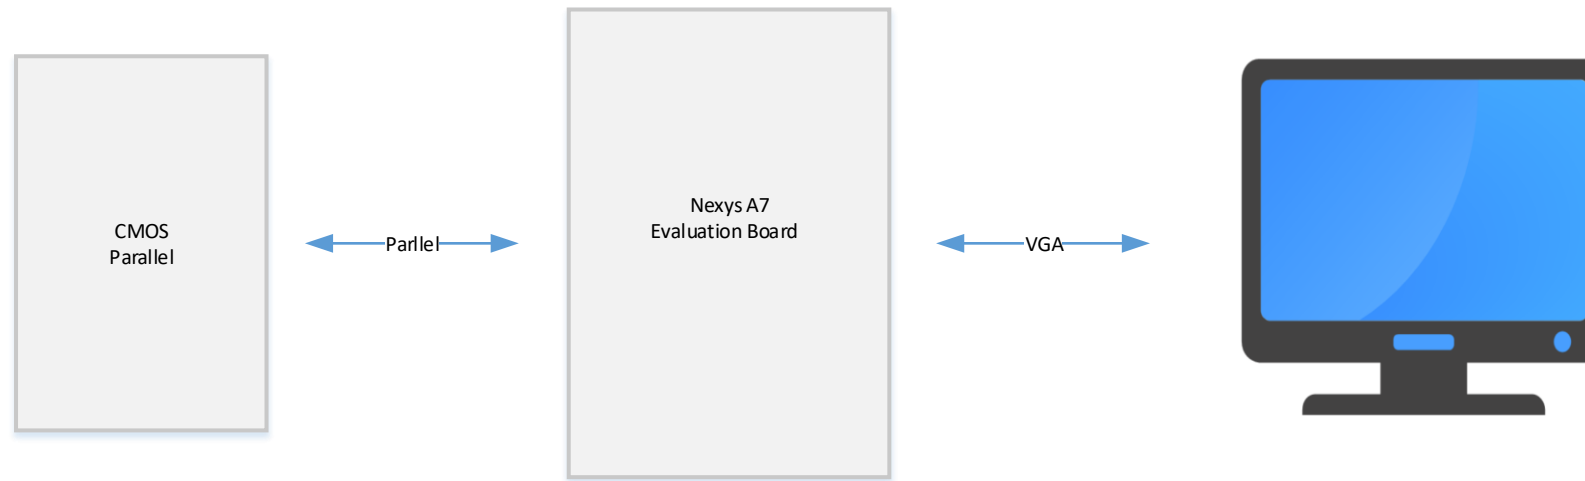 CMOS
Parallel
Parllel
Nexys A7
Evaluation Board
VGA